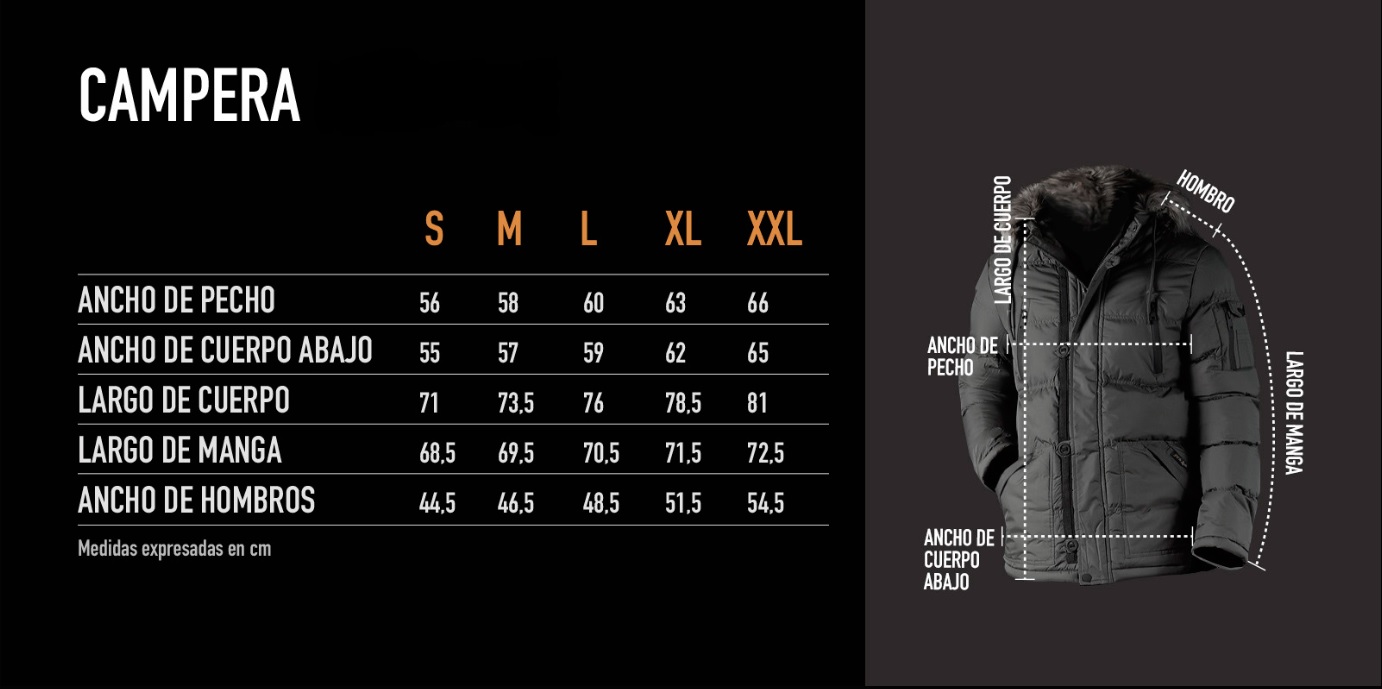 CAMPERA
S M L XL XXL
ANCHO DE PECHO 56 58 60 63 66
ANCHO DE CUERPO ABAJO 55 57 59 62 65
LARGO DE CUERPO 71 73,5 76 78,5 81
LARGO DE MANGA 68,5 69,5 70,5 71,5 72,5
ANCHO DE HOMBROS 44,5 46,5 48,5 51,5 54,5
Medidas expresadas en cm
LARGO DE CUERPO
HOMBRO
ANCHO DE
PECHO
LARGO DE MANGA
ANCHO DE
CUERPO
ABAJO